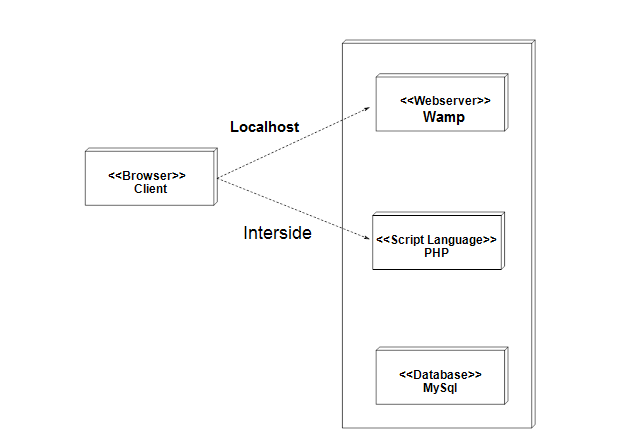 <<Webserver>>
Wamp
Localhost
<<Browser>>
Client
Interside
<<Script Language>>
PHP
<<Database>>
MySql